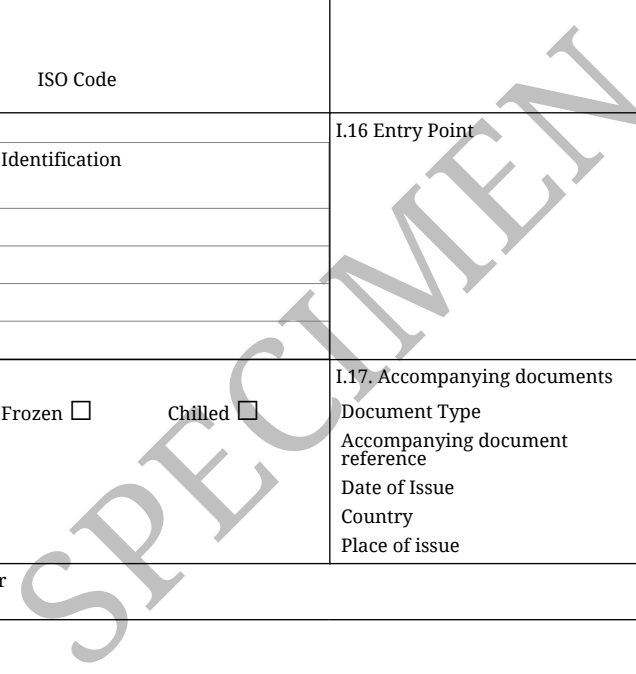 ISO Code
I.16 Entry Point
Identification
I.17. Accompanying documents
Frozen ☐ Chilled ☐
Document Type
Accompanying document
reference
Date of Issue
Country
Place of issue
r
SPECIMEN